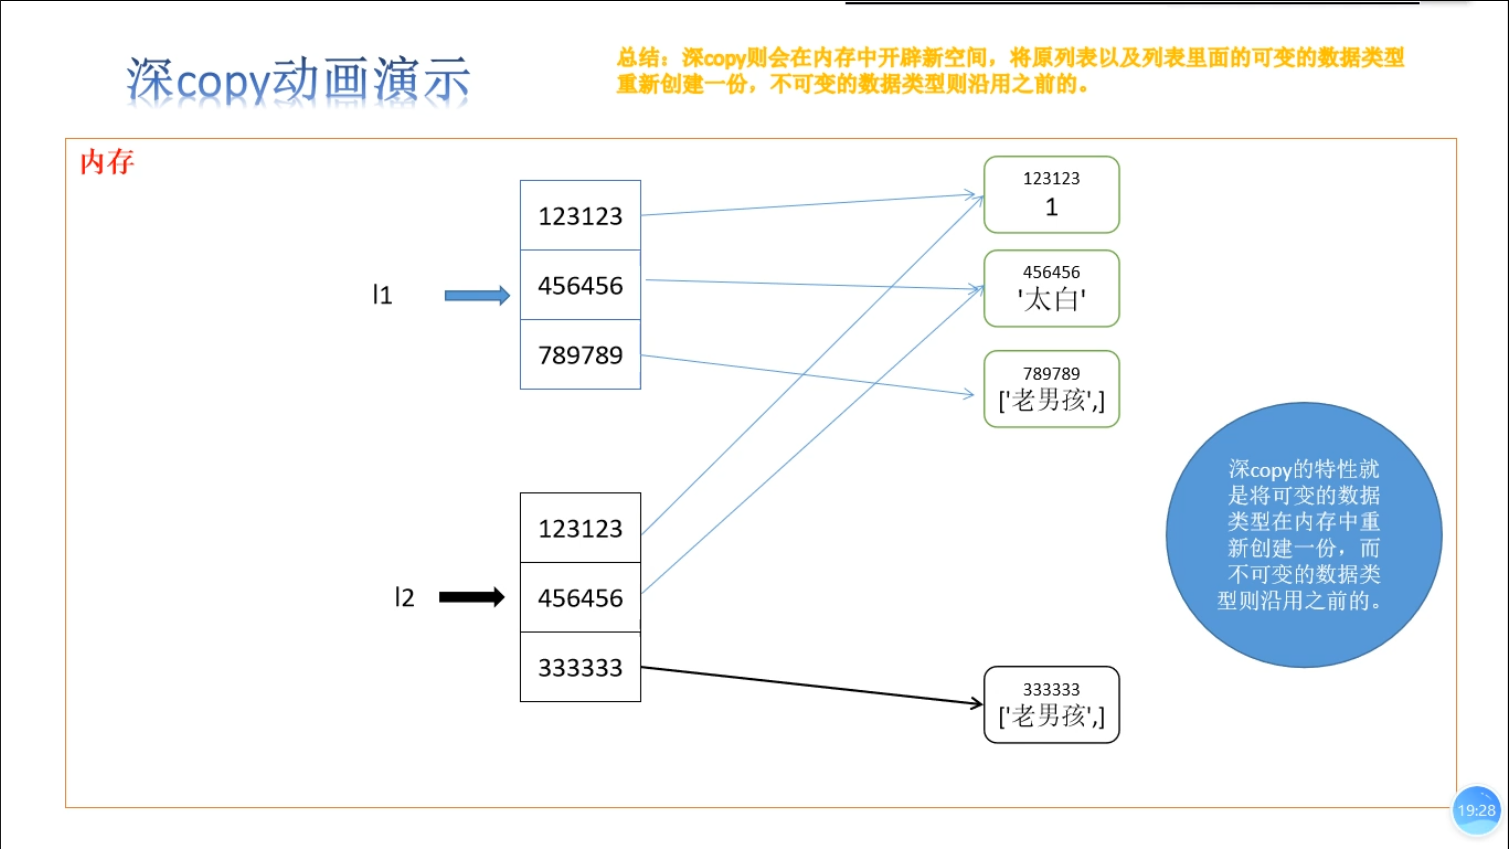 深copy动画演示
总结：深copy则会在内存中开辟新空间，将原列表以及列表里面的可变的数据类型
重新创建一份，不可变的数据类型则沿用之前的。
内存
123123
456456
789789
l1
123123
1
456456
'太白'
789789
['老男孩',]
深copy的特性就
是将可变的数据
类型在内存中重
新创建一份，而
不可变的数据类
型则沿用之前的。
123123
456456
333333
l2
333333
['老男孩',]
19:28